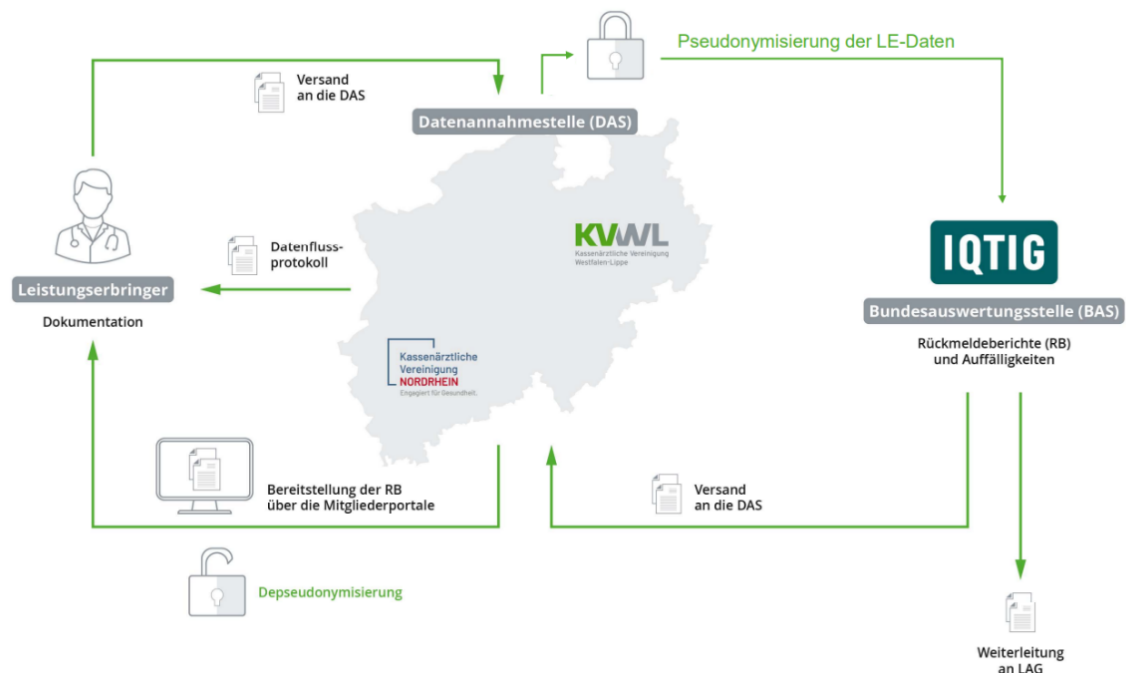 Pseudonymisierung der LE-Daten
Versand
an die DAS
Datenannahmestelle (DAS)
KVWL
Kassenärztliche Vereinigung
Westfalen-Lippe
Datenfluss-
protokoll
IQTIG
Leistungserbringer
Dokumentation
Bundesauswertungsstelle (BAS)
Rückmeldeberichte (RB)
und Auffälligkeiten
Kassenärztliche
Vereinigung
NORDRHEIN
Engagiert für Gesundheit.
Bereitstellung der RB
über die Mitgliederportale
Versand
an die DAS
Depseudonymisierung
Weiterleitung
an LAG